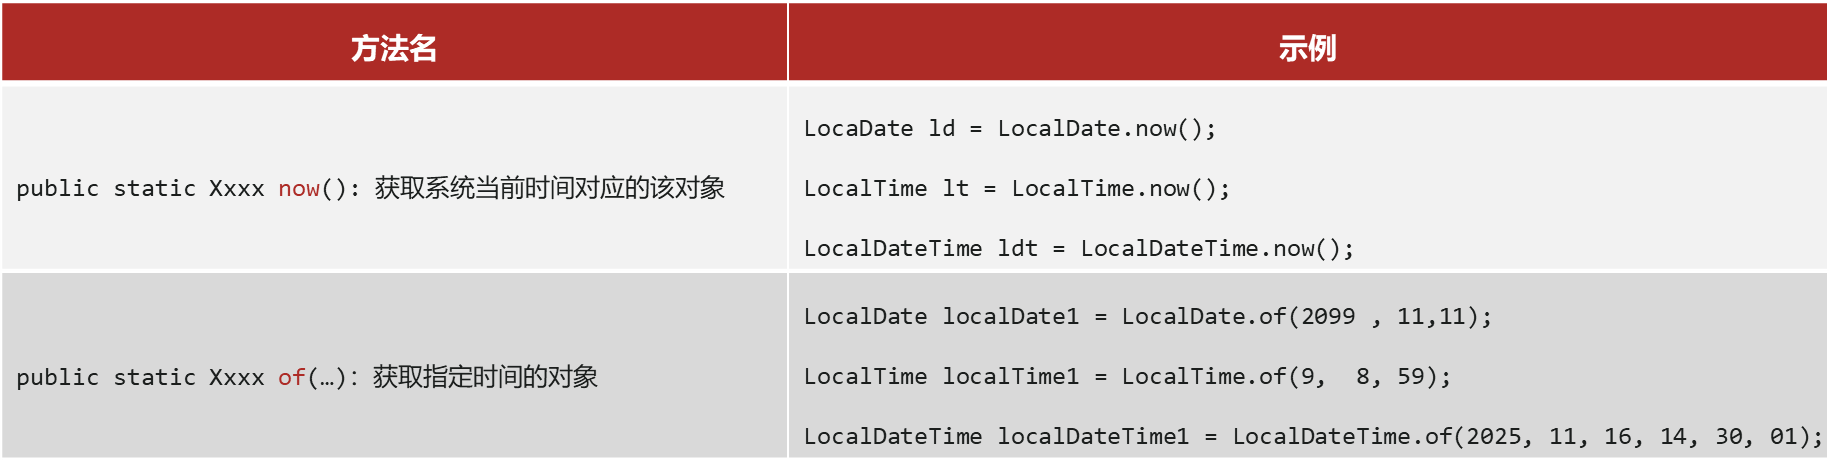 方法名
示例
public static Xxxx now(): 获取系统当前时间对应的该对象
LocaDate ld = LocalDate.now();
LocalTime lt = LocalTime.now();
LocalDateTime ldt = LocalDateTime.now();
public static Xxxx of(…)：获取指定时间的对象
LocalDate localDate1 = LocalDate.of(2099 , 11,11);
LocalTime localTime1 = LocalTime.of(9,  8, 59);
LocalDateTime localDateTime1 = LocalDateTime.of(2025, 11, 16, 14, 30, 01);